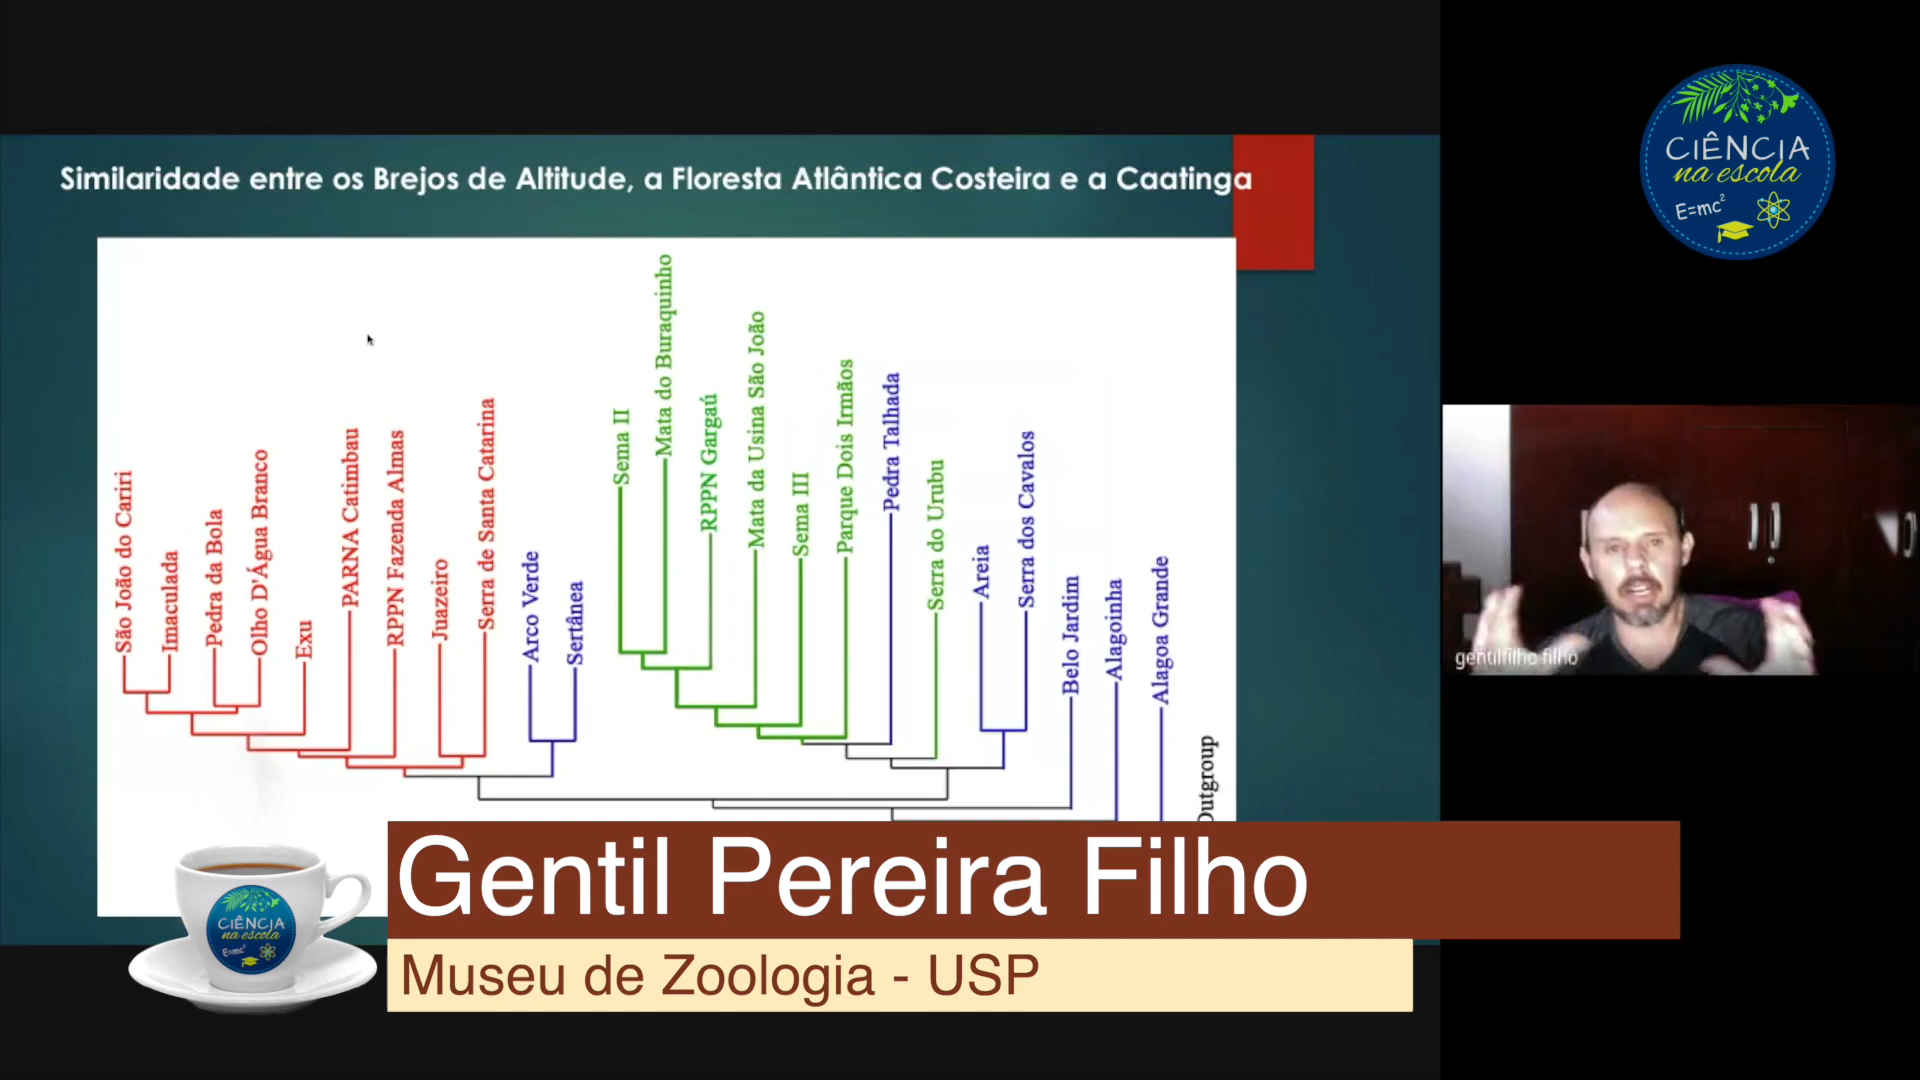 Similaridade entre os Brejos de Altitude, a Floresta Atlântica Costeira e a Caatinga
São João do Cariri
Imaculada
Pedra da Bola
Olho D'Água Branco
Exu
PARNA Catimbau
RPPN Fazenda Almas
Juazeiro
Serra de Santa Catarina
Arco Verde
Sertânea
Sema II
Mata do Buraquinho
RPPN Gargaú
Mata da Usina São João
Sema III
Parque Dois Irmãos
Pedra Talhada
Serra do Urubu
Areia
Serra dos Cavalos
Belo Jardim
Alagoinha
Alagoa Grande
Outgroup
CIÊNCIA
na escola
E=mc²
gentilfilho filho
CIÊNCIA
na escola
E=mc²
Gentil Pereira Filho
Museu de Zoologia - USP